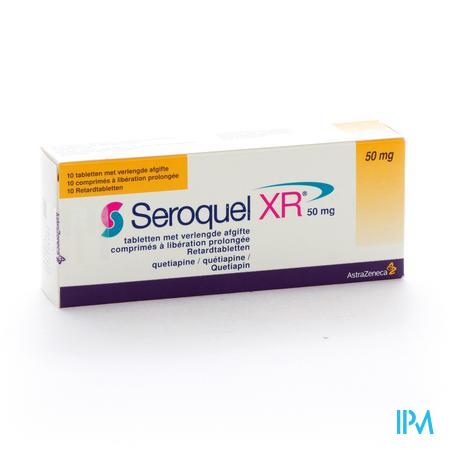 10 tabletten met verlengde afgifte
10 comprimés à libération prolongée
10 Retardtabletten
50 mg
Seroquel XR® 50 mg
tabletten met verlengde afgifte
comprimés à libération prolongée
Retardtabletten
quetiapine / quétiapine /
Quetiapin
AstraZeneca
AstraZeneca
IPM